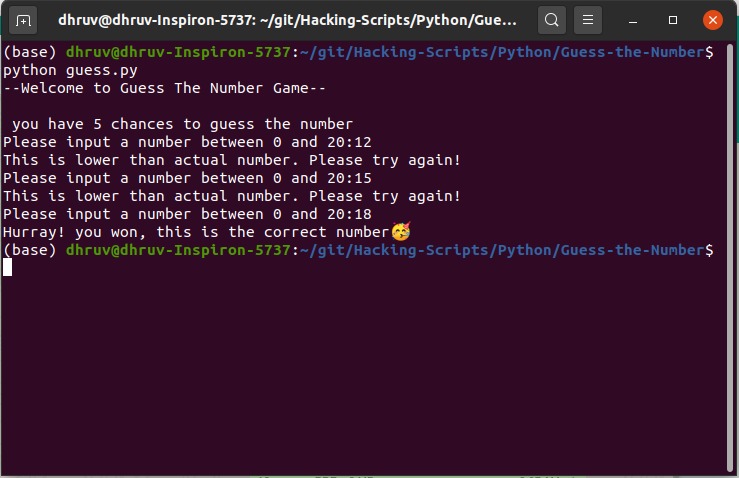 dhruv@dhruv-Inspiron-5737: ~/git/Hacking-Scripts/Python/Gue...
(base) dhruv@dhruv-Inspiron-5737:~/git/Hacking-Scripts/Python/Guess-the-Number$
python guess.py
--Welcome to Guess The Number Game--
you have 5 chances to guess the number
Please input a number between 0 and 20:12
This is lower than actual number. Please try again!
Please input a number between 0 and 20:15
This is lower than actual number. Please try again!
Please input a number between 0 and 20:18
Hurray! you won, this is the correct number🥳
(base) dhruv@dhruv-Inspiron-5737:~/git/Hacking-Scripts/Python/Guess-the-Number$